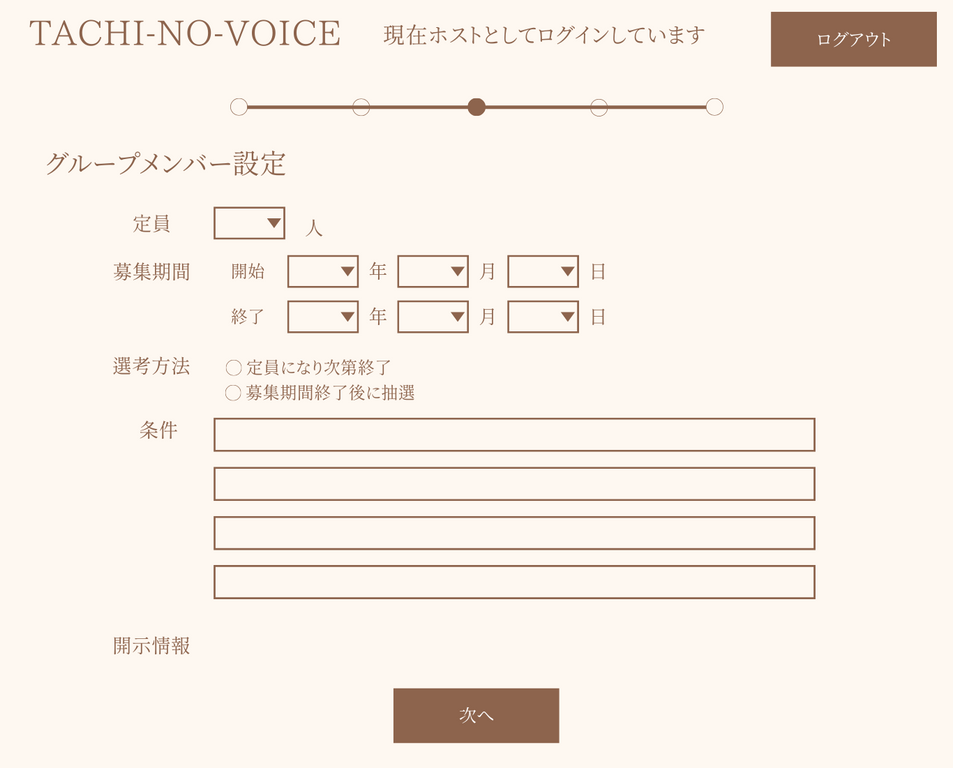 TACHI-NO-VOICE 現在ホストとしてログインしています ログアウト
グループメンバー設定
定員 人
募集期間 開始 年 月 日
終了 年 月 日
選考方法 ○ 定員になり次第終了
○ 募集期間終了後に抽選
条件
開示情報
次へ